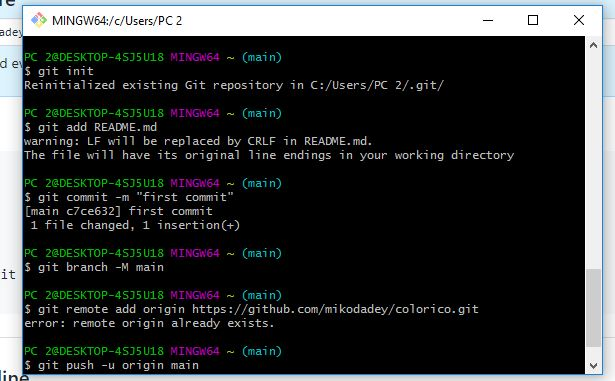 MINGW64:/c/Users/PC 2
PC 2@DESKTOP-4SJ5U18 MINGW64 ~ (main)
$ git init
Reinitialized existing Git repository in C:/Users/PC 2/.git/
PC 2@DESKTOP-4SJ5U18 MINGW64 ~ (main)
$ git add README.md
warning: LF will be replaced by CRLF in README.md.
The file will have its original line endings in your working directory
PC 2@DESKTOP-4SJ5U18 MINGW64 ~ (main)
$ git commit -m "first commit"
[main c7ce632] first commit
 1 file changed, 1 insertion(+)
PC 2@DESKTOP-4SJ5U18 MINGW64 ~ (main)
$ git branch -M main
PC 2@DESKTOP-4SJ5U18 MINGW64 ~ (main)
$ git remote add origin https://github.com/mikodadey/colorico.git
error: remote origin already exists.
PC 2@DESKTOP-4SJ5U18 MINGW64 ~ (main)
$ git push -u origin main